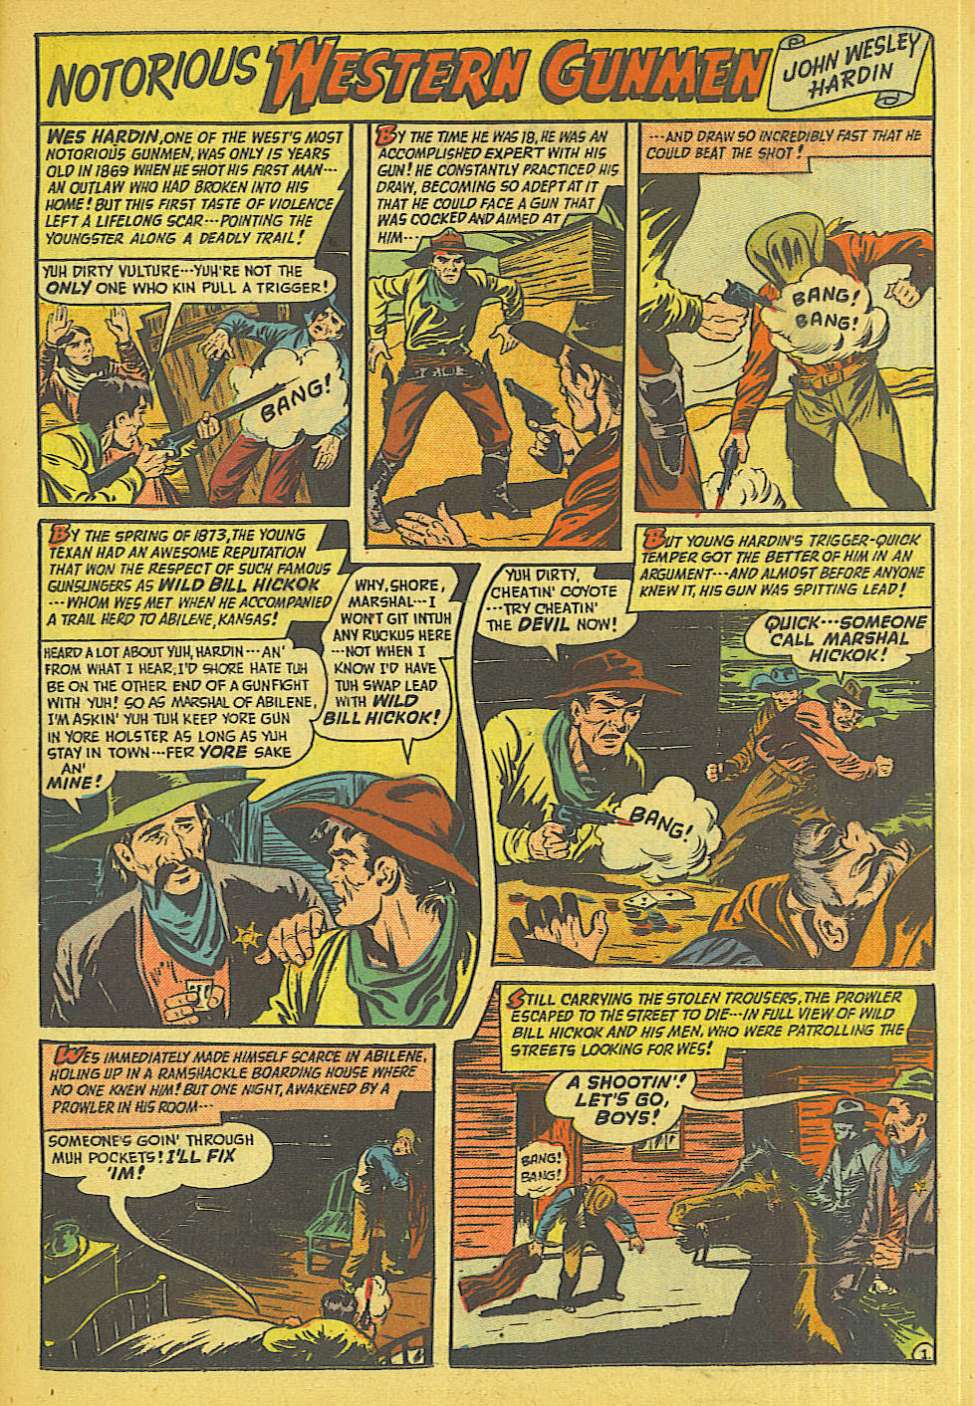 NOTORIOUS WESTERN GUNMEN
JOHN WESLEY
HARDIN
WES HARDIN, ONE OF THE WEST'S MOST
NOTORIOUS GUNMEN, WAS ONLY 15 YEARS
OLD IN 1869 WHEN HE SHOT HIS FIRST MAN---
AN OUTLAW WHO HAD BROKEN INTO HIS
HOME! BUT THIS FIRST TASTE OF VIOLENCE
LEFT A LIFELONG SCAR---POINTING THE
YOUNGSTER ALONG A DEADLY TRAIL!
YUH DIRTY VULTURE---YUH'RE NOT THE
ONLY ONE WHO KIN PULL A TRIGGER!
BANG!
BY THE TIME HE WAS 18, HE WAS AN
ACCOMPLISHED EXPERT WITH HIS
GUN! HE CONSTANTLY PRACTICED HIS
DRAW, BECOMING SO ADEPT AT IT
THAT HE COULD FACE A GUN THAT
WAS COCKED AND AIMED AT
HIM---
---AND DRAW SO INCREDIBLY FAST THAT HE
COULD BEAT THE SHOT!
BANG!
BANG!
BY THE SPRING OF 1873, THE YOUNG
TEXAN HAD AN AWESOME REPUTATION
THAT WON THE RESPECT OF SUCH FAMOUS
GUNSLINGERS AS WILD BILL HICKOK
---WHOM WES MET WHEN HE ACCOMPANIED
A TRAIL HERD TO ABILENE, KANSAS!
HEARD A LOT ABOUT YUH, HARDIN---AN'
FROM WHAT I HEAR, I'D SHORE HATE TUH
BE ON THE OTHER END OF A GUNFIGHT
WITH YUH! SO AS MARSHAL OF ABILENE,
I'M ASKIN' YUH TUH KEEP YORE GUN
IN YORE HOLSTER AS LONG AS YUH
STAY IN TOWN---FER YORE SAKE
AN'
MINE!
WHY, SHORE,
MARSHAL---I
WON'T GIT INTUH
ANY RUCKUS HERE
---NOT WHEN I
KNOW I'D HAVE
TUH SWAP LEAD
WITH WILD
BILL HICKOK!
BUT YOUNG HARDIN'S TRIGGER-QUICK
TEMPER GOT THE BETTER OF HIM IN AN
ARGUMENT---AND ALMOST BEFORE ANYONE
KNEW IT, HIS GUN WAS SPITTING LEAD!
YUH DIRTY,
CHEATIN' COYOTE
---TRY CHEATIN'
THE DEVIL NOW!
QUICK---SOMEONE
CALL MARSHAL
HICKOK!
BANG!
WES IMMEDIATELY MADE HIMSELF SCARCE IN ABILENE,
HOLING UP IN A RAMSHACKLE BOARDING HOUSE WHERE
NO ONE KNEW HIM! BUT ONE NIGHT, AWAKENED BY A
PROWLER IN HIS ROOM---
SOMEONE'S GOIN' THROUGH
MUH POCKETS! I'LL FIX
'IM!
STILL CARRYING THE STOLEN TROUSERS, THE PROWLER
ESCAPED TO THE STREET TO DIE---IN FULL VIEW OF WILD
BILL HICKOK AND HIS MEN, WHO WERE PATROLLING THE
STREETS LOOKING FOR WES!
A SHOOTIN'!
LET'S GO,
BOYS!
BANG!
BANG!
1